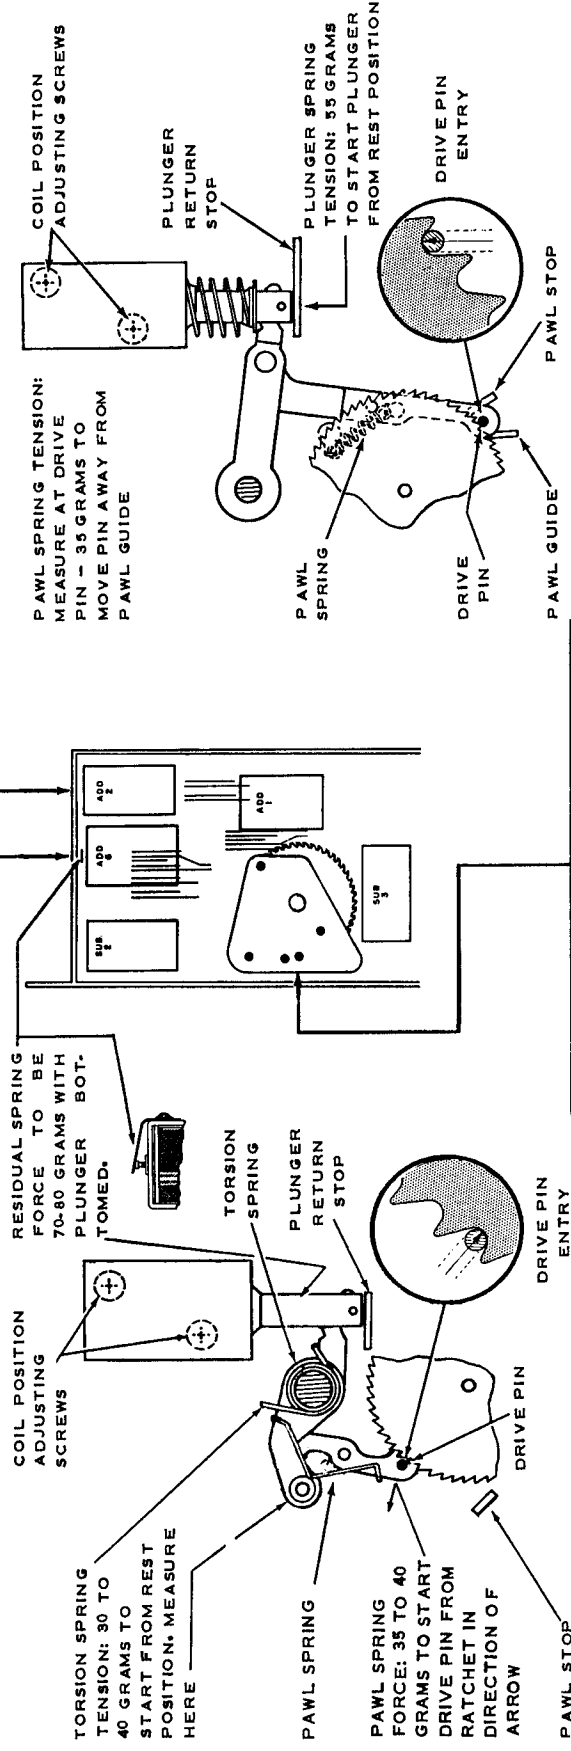 TORSION SPRING
TENSION: 30 TO
40 GRAMS TO
START FROM REST
POSITION. MEASURE
HERE
COIL POSITION
ADJUSTING
SCREWS
RESIDUAL SPRING
FORCE TO BE
70-80 GRAMS WITH
PLUNGER BOT-
TOMED.
TORSION
SPRING
PLUNGER
RETURN
STOP
PAWL SPRING
PAWL SPRING
FORCE: 35 TO 40
GRAMS TO START
DRIVE PIN FROM
RATCHET IN
DIRECTION OF
ARROW
PAWL STOP
DRIVE PIN
DRIVE PIN
ENTRY
SUB
2
ADD
6
ADD
2
ADD
1
SUB
3
PAWL SPRING TENSION:
MEASURE AT DRIVE
PIN - 35 GRAMS TO
MOVE PIN AWAY FROM
PAWL GUIDE
COIL POSITION
ADJUSTING SCREWS
PLUNGER
RETURN
STOP
PLUNGER SPRING
TENSION: 55 GRAMS
TO START PLUNGER
FROM REST POSITION
PAWL
SPRING
DRIVE
PIN
PAWL GUIDE
PAWL STOP
DRIVE PIN
ENTRY